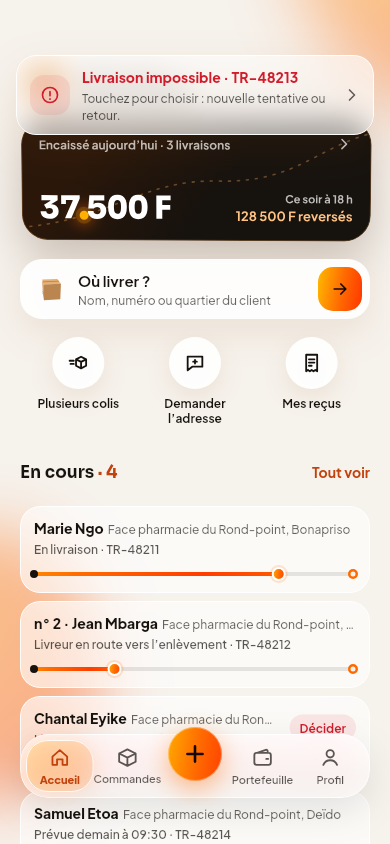 Livraison impossible · TR-48213
Touchez pour choisir : nouvelle tentative ou
retour.
Encaissé aujourd’hui · 3 livraisons
37 500 F
Ce soir à 18 h
128 500 F reversés
Où livrer ?
Nom, numéro ou quartier du client
Plusieurs colis
Demander
l’adresse
Mes reçus
En cours · 4
Tout voir
Marie Ngo Face pharmacie du Rond-point, Bonapriso
En livraison · TR-48211
n° 2 · Jean Mbarga Face pharmacie du Rond-point, ...
Livreur en route vers l’enlèvement · TR-48212
Chantal Eyike Face pharmacie du Ron...
Décider
Accueil
Commandes
Portefeuille
Profil
Samuel Etoa Face pharmacie du Rond-point, Deïdo
Prévue demain à 09:30 · TR-48214